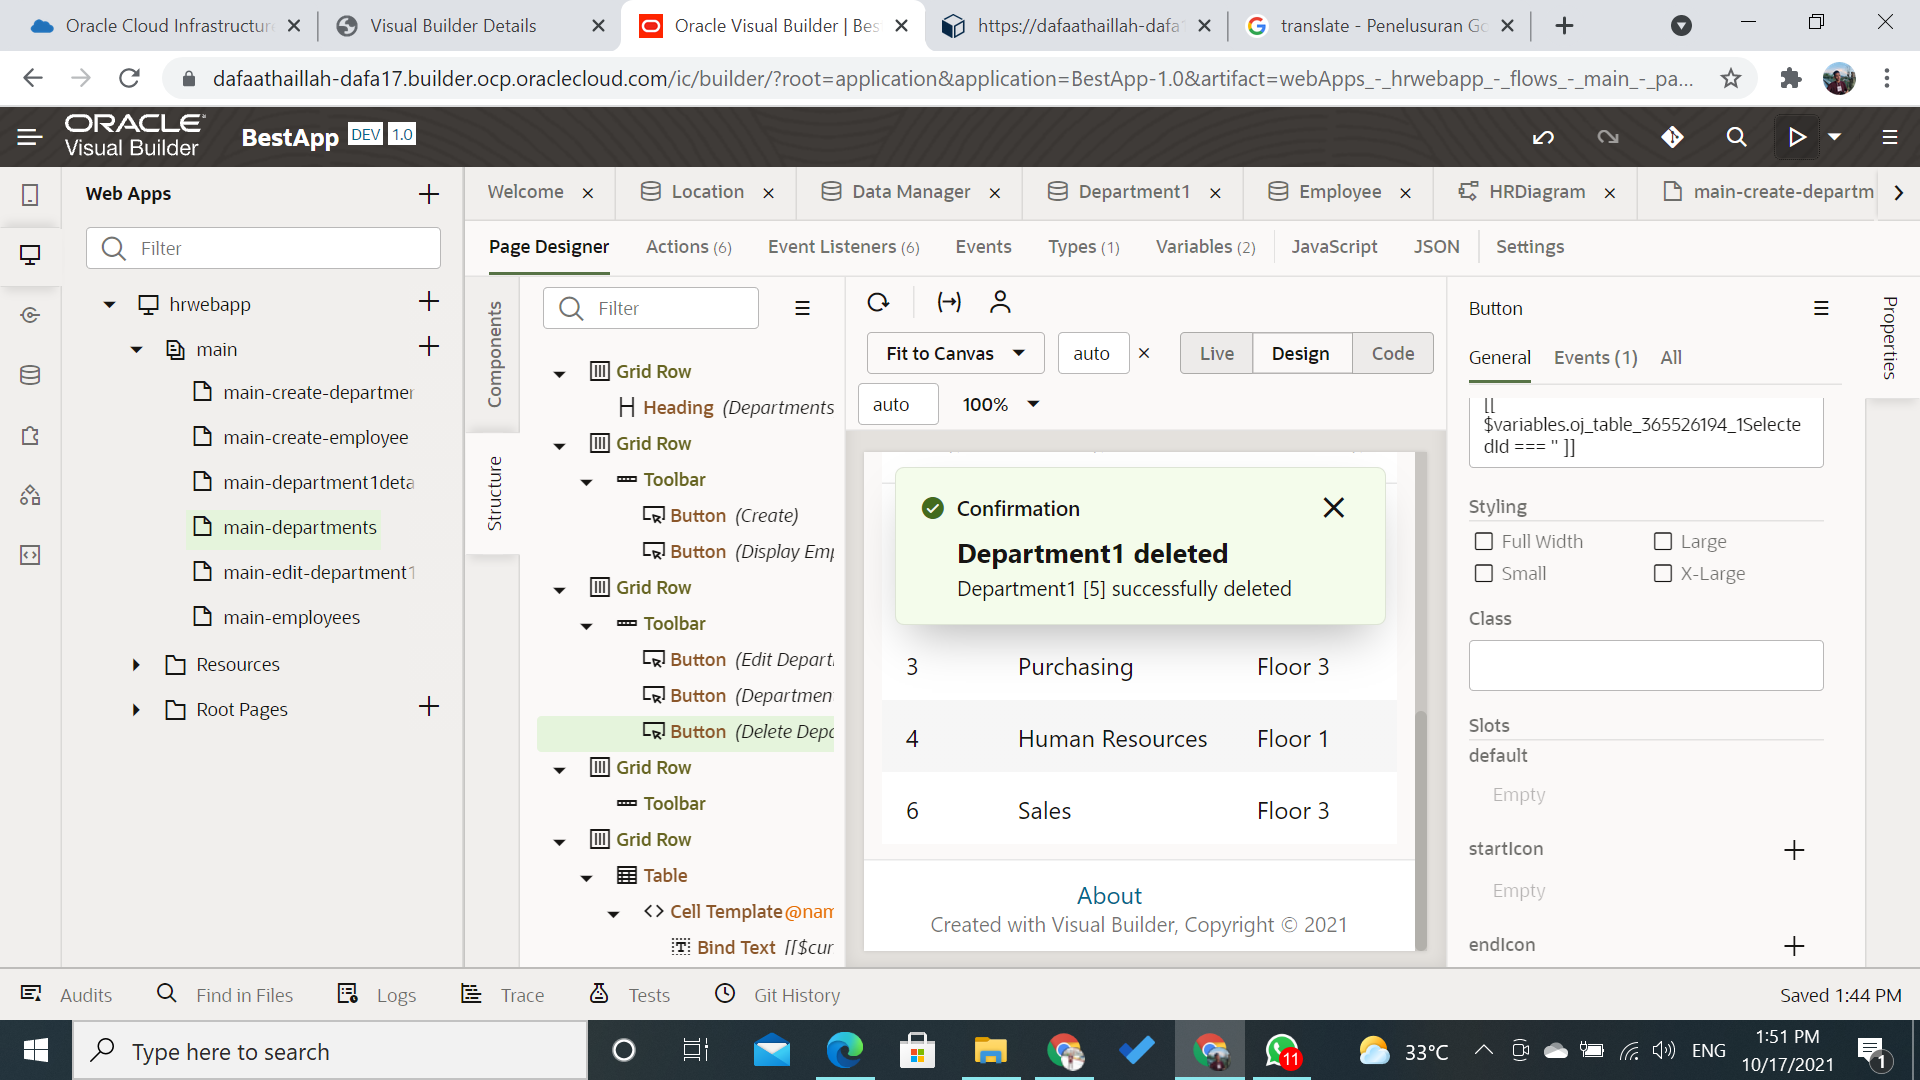 Oracle Cloud Infrastructure
Visual Builder Details
Oracle Visual Builder | Bes
https://dafaathaillah-dafa1
translate - Penelusuran Go
dafaathaillah-dafa17.builder.ocp.oraclecloud.com/ic/builder/?root=application&application=BestApp-1.0&artifact=webApps_-_hrwebapp_-_flows_-_main_-_pa...
ORACLE
Visual Builder
BestApp DEV 1.0
Web Apps
Welcome
Location
Data Manager
Department1
Employee
HRDiagram
main-create-departm
Filter
Page Designer
Actions (6)
Event Listeners (6)
Events
Types (1)
Variables (2)
JavaScript
JSON
Settings
hrwebapp
main
main-create-departmen
main-create-employee
main-department1deta
main-departments
main-edit-department1
main-employees
Resources
Root Pages
Components
Structure
Filter
Grid Row
Heading (Departments
Grid Row
Toolbar
Button (Create)
Button (Display Emp
Grid Row
Toolbar
Button (Edit Departi
Button (Departmen
Button (Delete Depa
Grid Row
Toolbar
Grid Row
Table
Cell Template@nam
Bind Text [[$cur
Fit to Canvas
auto
Live
Design
Code
auto
100%
Confirmation
Department1 deleted
Department1 [5] successfully deleted
3 Purchasing Floor 3
4 Human Resources Floor 1
6 Sales Floor 3
About
Created with Visual Builder, Copyright © 2021
Button
Properties
General
Events (1)
All
[[
$variables.oj_table_365526194_1Selecte
dId === '' ]]
Styling
Full Width
Large
Small
X-Large
Class
Slots
default
Empty
startIcon
Empty
endIcon
Audits
Find in Files
Logs
Trace
Tests
Git History
Saved 1:44 PM
Type here to search
11
33°C
ENG
1:51 PM
10/17/2021
1